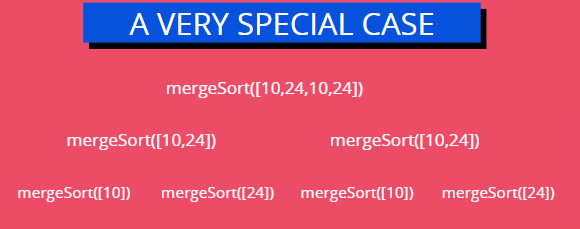 A VERY SPECIAL CASE
mergeSort([10,24,10,24])
mergeSort([10,24]) mergeSort([10,24])
mergeSort([10]) mergeSort([24]) mergeSort([10]) mergeSort([24])